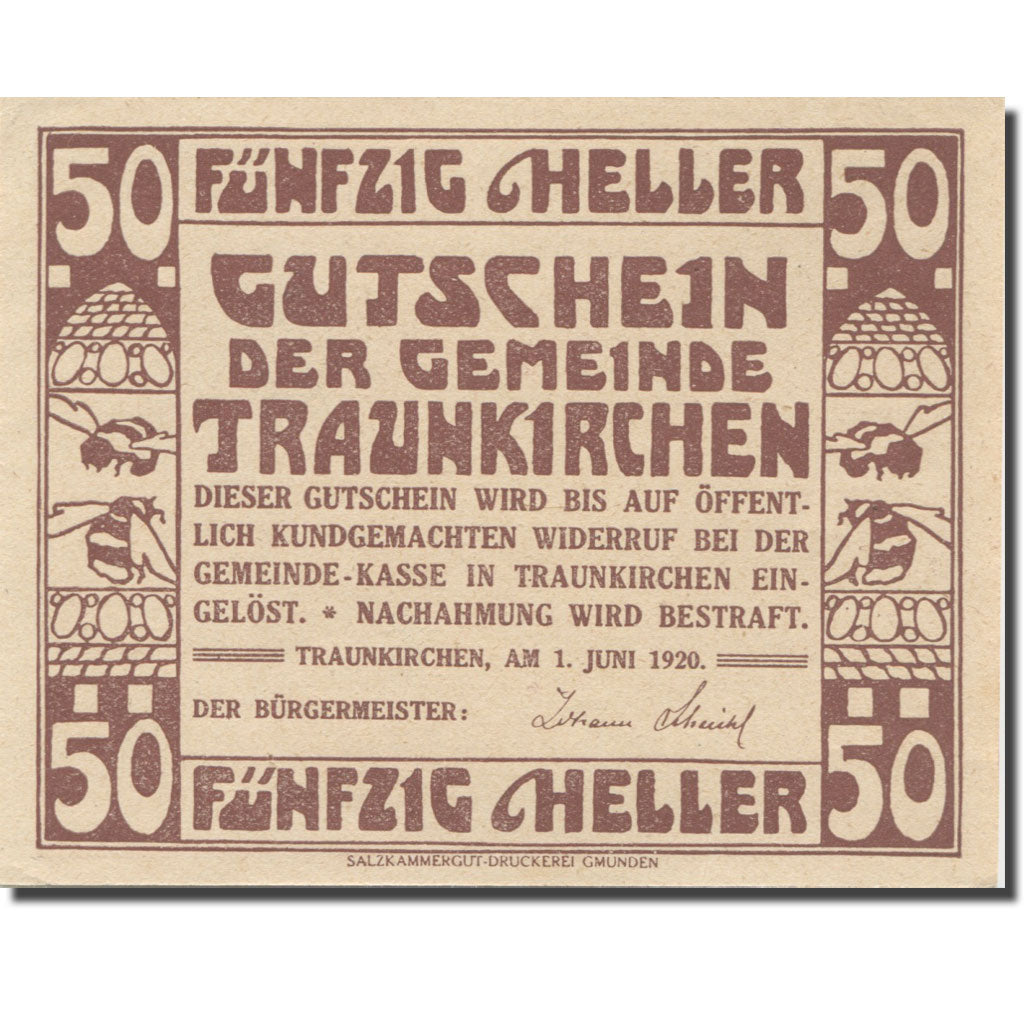 50 FÜNFZIG HELLER 50
GUTSCHEIN
DER GEMEINDE
TRAUNKIRCHEN
DIESER GUTSCHEIN WIRD BIS AUF ÖFFENT-
LICH KUNDGEMACHTEN WIDERRUF BEI DER
GEMEINDE-KASSE IN TRAUNKIRCHEN EIN-
GELÖST. * NACHAHMUNG WIRD BESTRAFT.
TRAUNKIRCHEN, AM 1. JUNI 1920.
DER BÜRGERMEISTER: Johann
50 FÜNFZIG HELLER 50
SALZKAMMERGUT-DRUCKEREI GMUNDEN